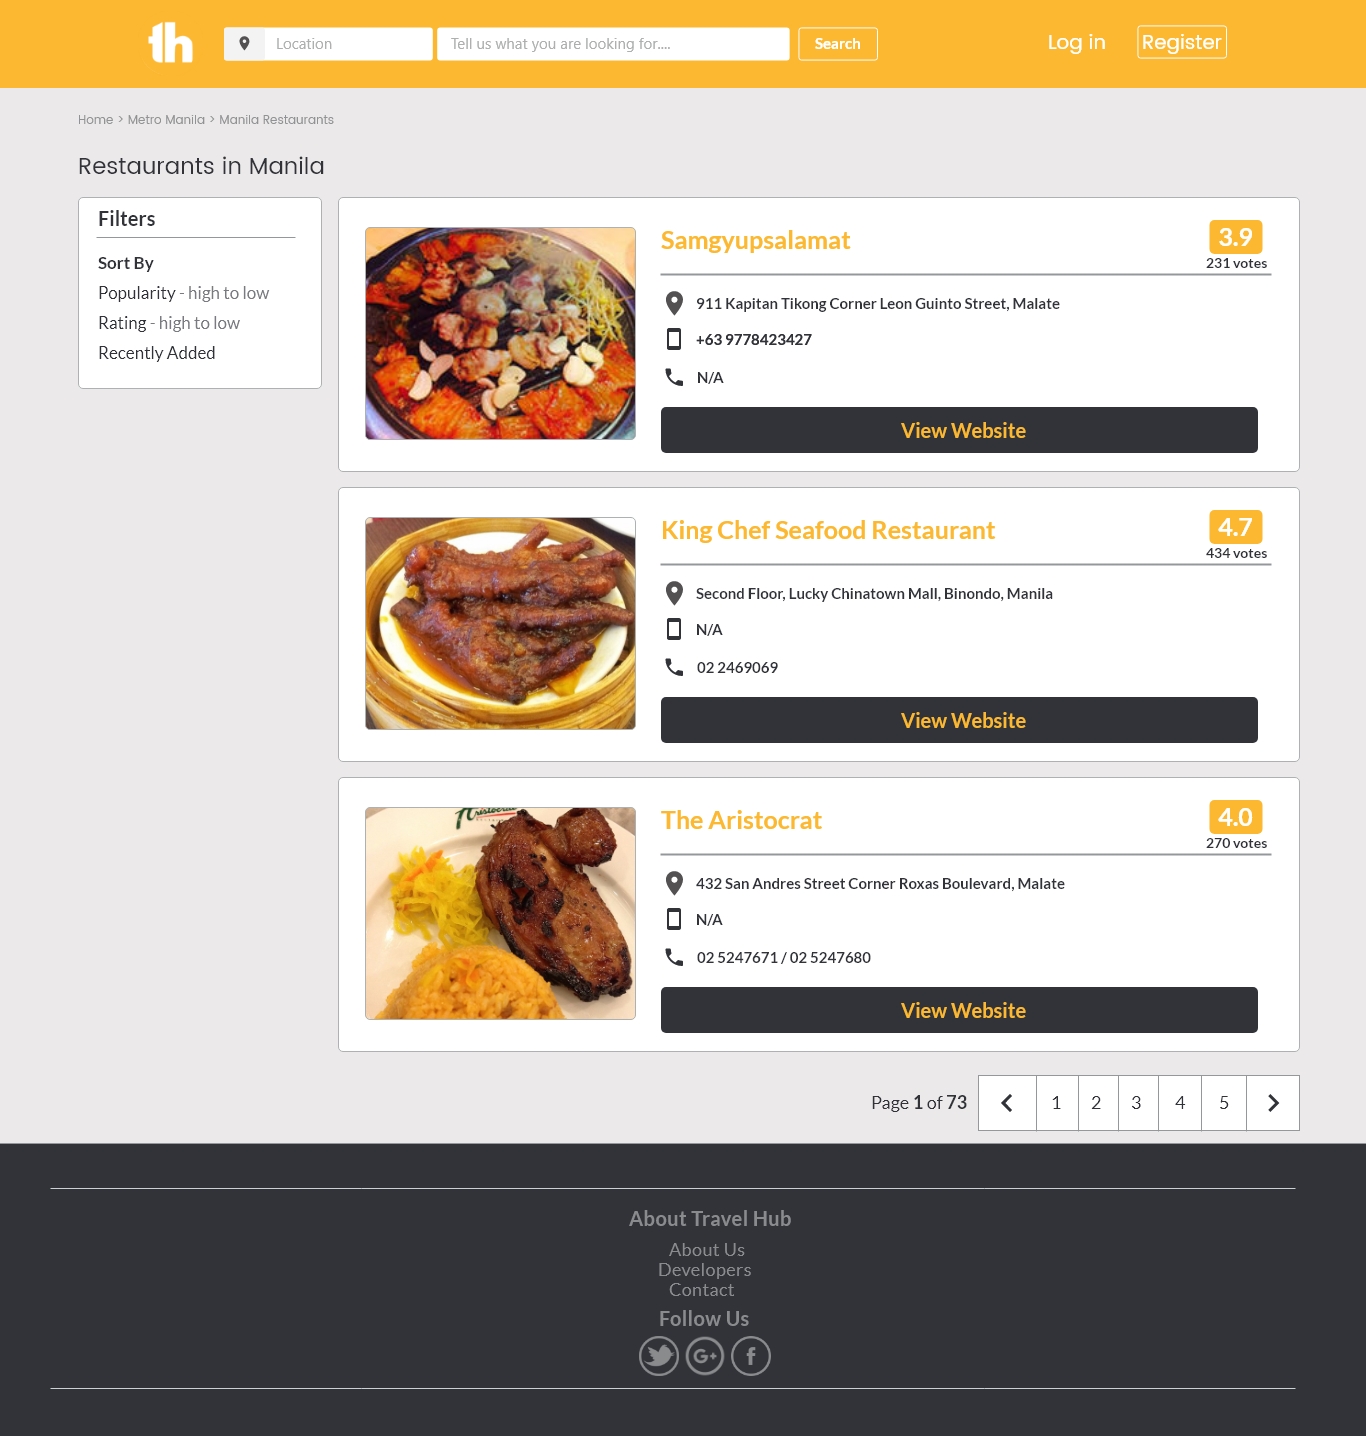 th
Location
Tell us what you are looking for....
Search
Log in
Register
Home > Metro Manila > Manila Restaurants
Restaurants in Manila
Filters
Sort By
Popularity - high to low
Rating - high to low
Recently Added
Samgyupsalamat
3.9
231 votes
911 Kapitan Tikong Corner Leon Guinto Street, Malate
+63 9778423427
N/A
View Website
King Chef Seafood Restaurant
4.7
434 votes
Second Floor, Lucky Chinatown Mall, Binondo, Manila
N/A
02 2469069
View Website
Aristocrat
The Aristocrat
4.0
270 votes
432 San Andres Street Corner Roxas Boulevard, Malate
N/A
02 5247671 / 02 5247680
View Website
Page 1 of 73
1 2 3 4 5
About Travel Hub
About Us
Developers
Contact
Follow Us
G+
f